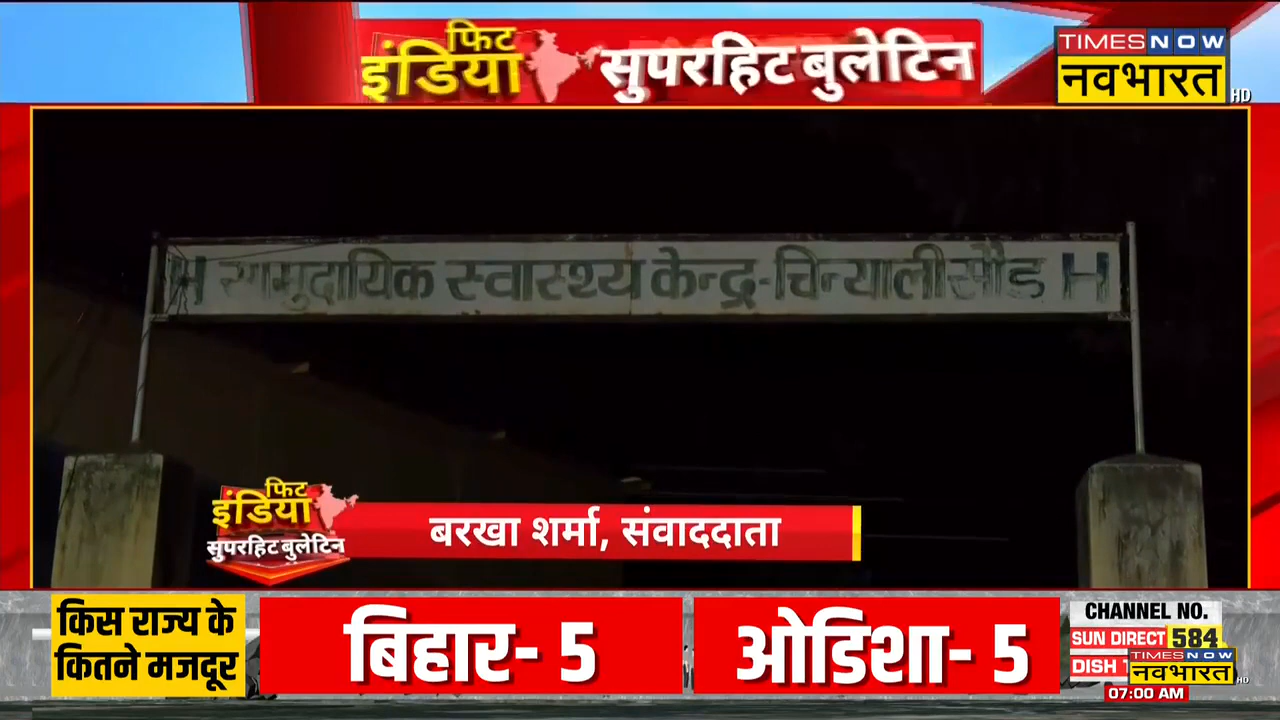 फिट
इंडिया
सुपरहिट बुलेटिन
TIMES NOW
नवभारत
HD
H सामुदायिक स्वास्थ्य केन्द्र-चिन्यालीसौड H
फिट
इंडिया
सुपरहिट बुलेटिन
बरखा शर्मा, संवाददाता
किस राज्य के
कितने मजदूर
बिहार- 5
ओडिशा- 5
CHANNEL NO.
SUN DIRECT 584
DISH
TIMES NOW
नवभारत
HD
07:00 AM